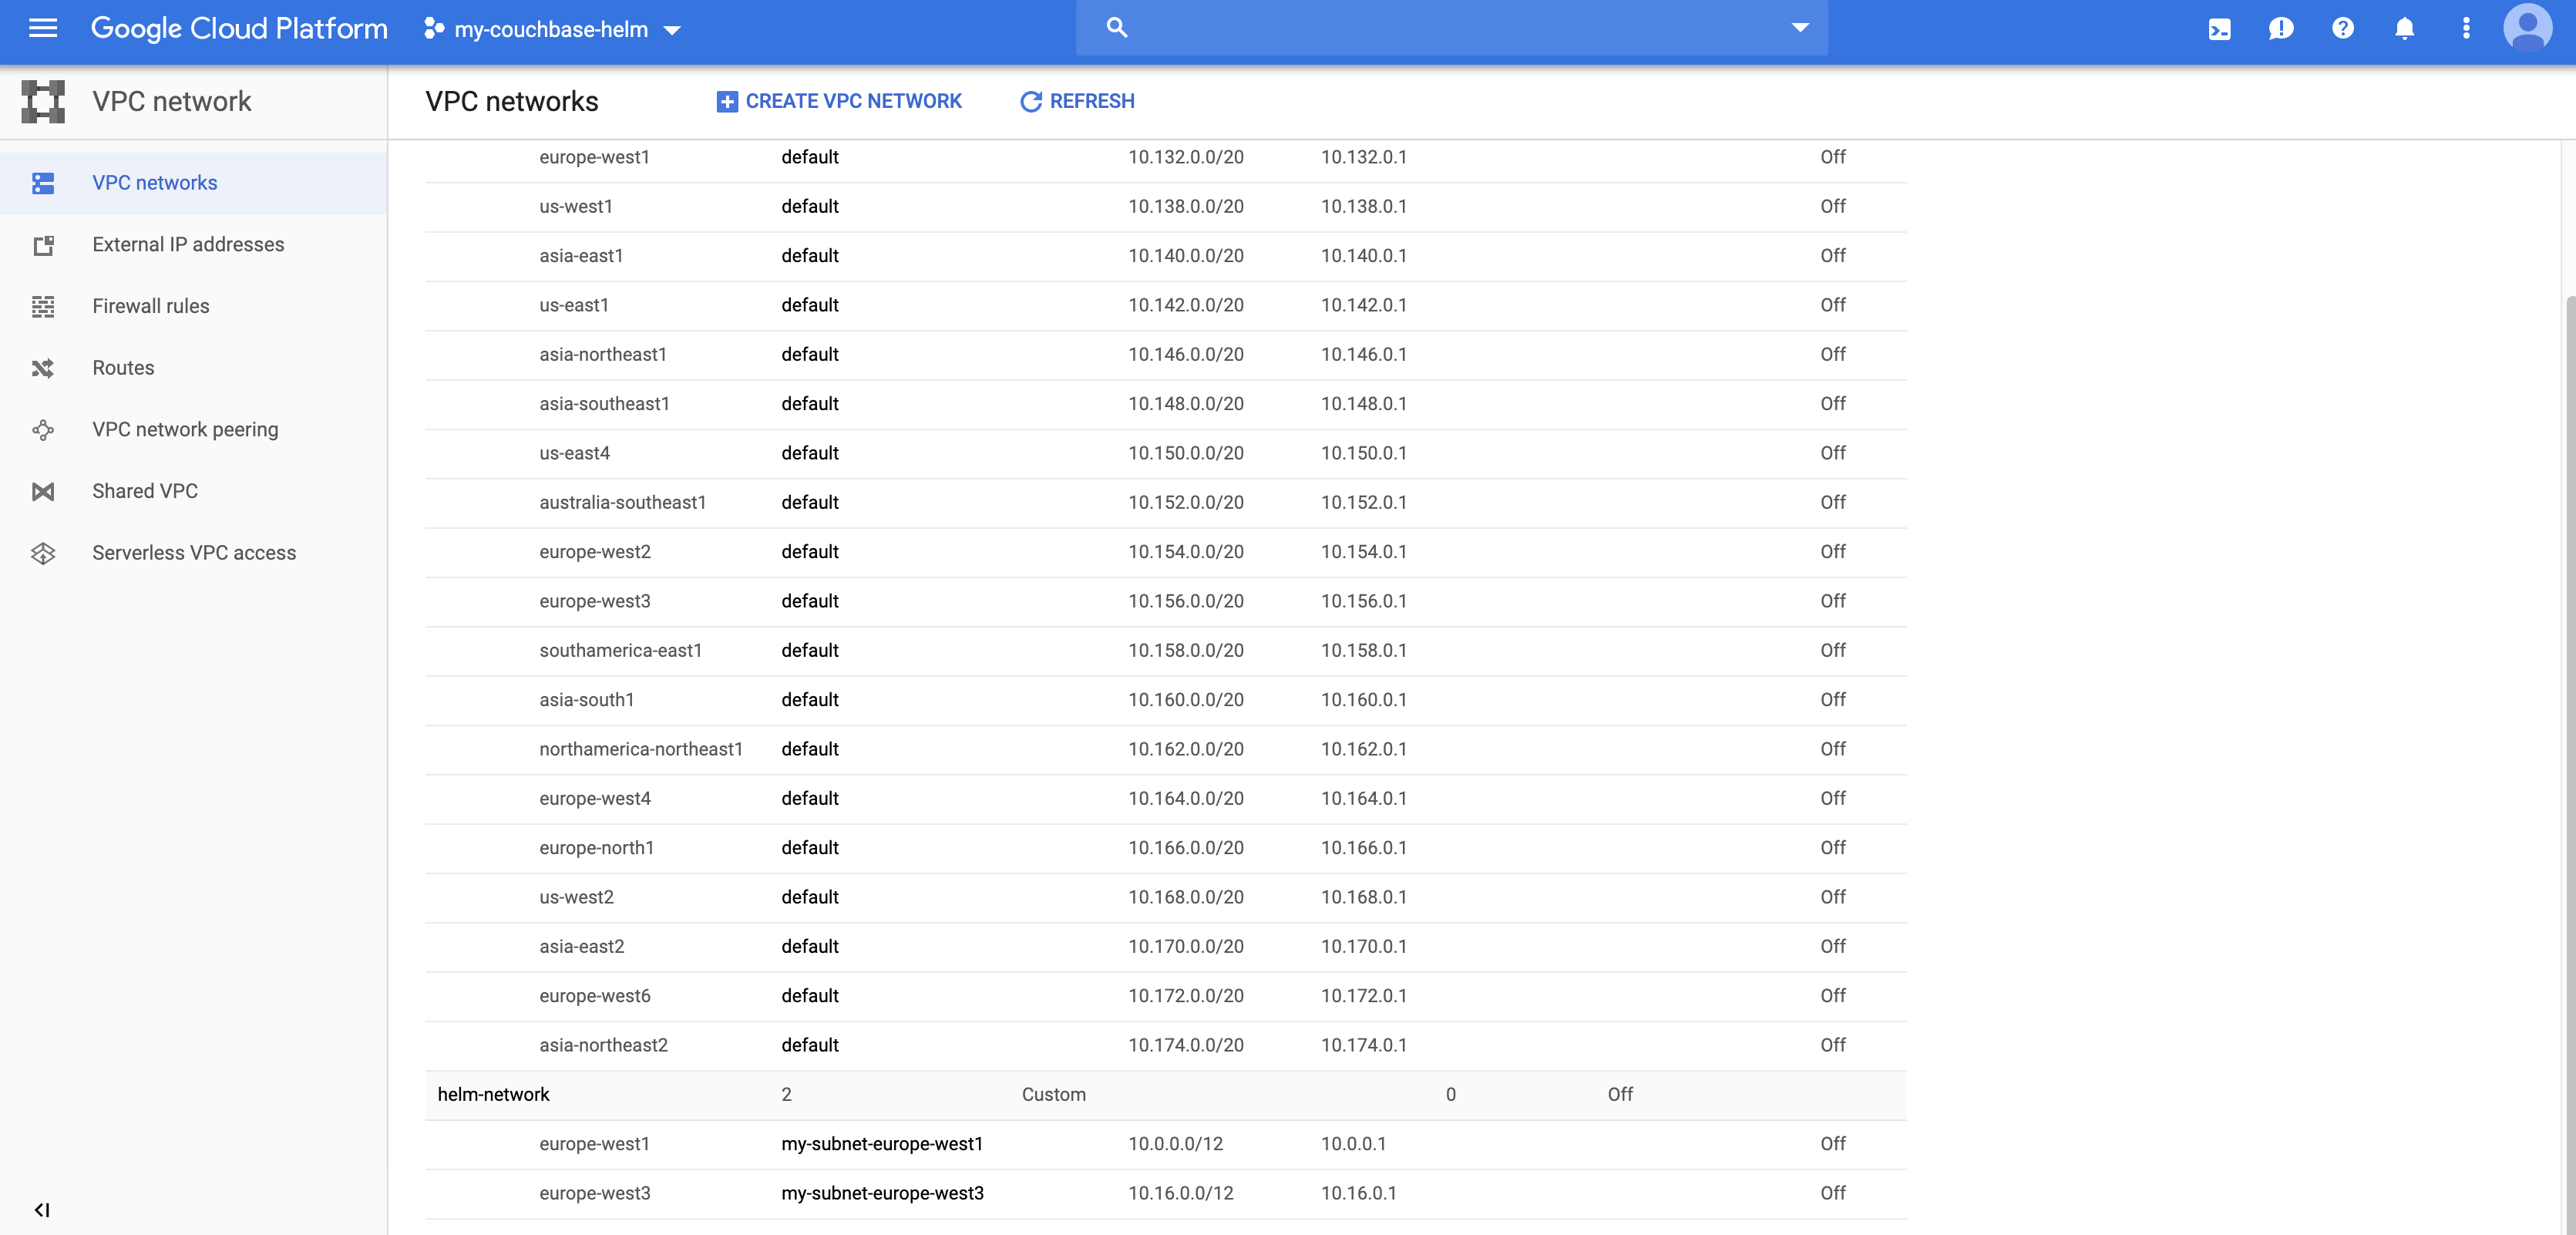 Google Cloud Platform my-couchbase-helm
VPC network
VPC networks CREATE VPC NETWORK REFRESH
VPC networks
External IP addresses
Firewall rules
Routes
VPC network peering
Shared VPC
Serverless VPC access
europe-west1 default 10.132.0.0/20 10.132.0.1 Off
us-west1 default 10.138.0.0/20 10.138.0.1 Off
asia-east1 default 10.140.0.0/20 10.140.0.1 Off
us-east1 default 10.142.0.0/20 10.142.0.1 Off
asia-northeast1 default 10.146.0.0/20 10.146.0.1 Off
asia-southeast1 default 10.148.0.0/20 10.148.0.1 Off
us-east4 default 10.150.0.0/20 10.150.0.1 Off
australia-southeast1 default 10.152.0.0/20 10.152.0.1 Off
europe-west2 default 10.154.0.0/20 10.154.0.1 Off
europe-west3 default 10.156.0.0/20 10.156.0.1 Off
southamerica-east1 default 10.158.0.0/20 10.158.0.1 Off
asia-south1 default 10.160.0.0/20 10.160.0.1 Off
northamerica-northeast1 default 10.162.0.0/20 10.162.0.1 Off
europe-west4 default 10.164.0.0/20 10.164.0.1 Off
europe-north1 default 10.166.0.0/20 10.166.0.1 Off
us-west2 default 10.168.0.0/20 10.168.0.1 Off
asia-east2 default 10.170.0.0/20 10.170.0.1 Off
europe-west6 default 10.172.0.0/20 10.172.0.1 Off
asia-northeast2 default 10.174.0.0/20 10.174.0.1 Off
helm-network 2 Custom 0 Off
europe-west1 my-subnet-europe-west1 10.0.0.0/12 10.0.0.1 Off
europe-west3 my-subnet-europe-west3 10.16.0.0/12 10.16.0.1 Off